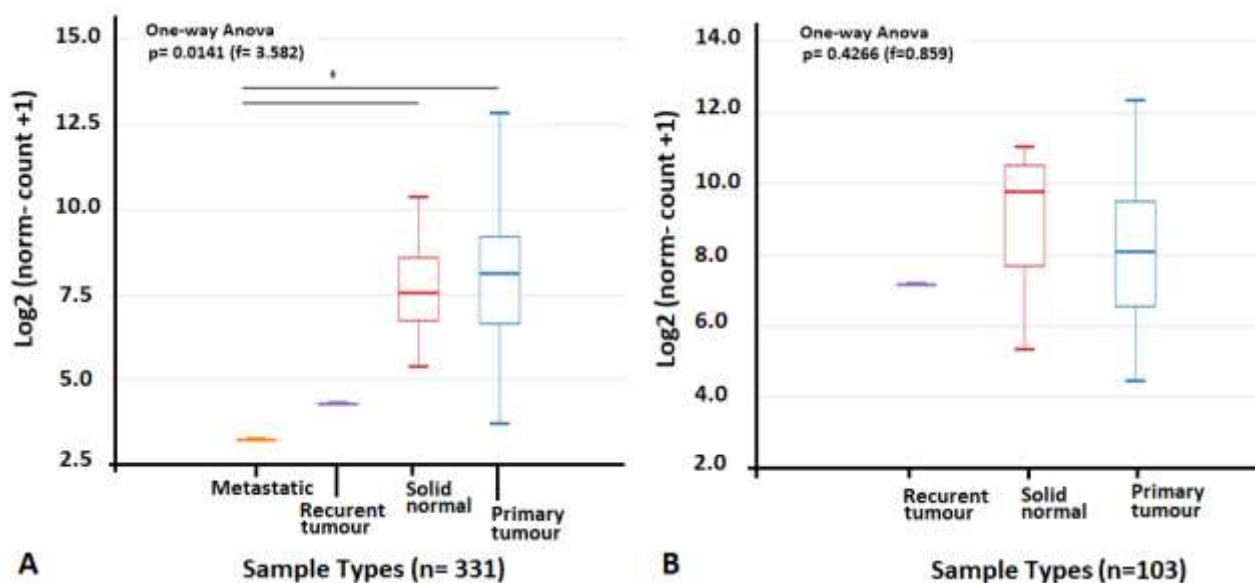 One-way Anova
p= 0.0141 (f= 3.582)
15.0
12.5
10.0
7.5
5.0
2.5
Log2 (norm- count +1)
*
Metastatic
Recurent
tumour
Solid
normal
Primary
tumour
A
Sample Types (n= 331)
One-way Anova
p= 0.4266 (f=0.859)
14.0
12.0
10.0
8.0
6.0
4.0
2.0
Log2 (norm- count +1)
Recurent
tumour
Solid
normal
Primary
tumour
B
Sample Types (n=103)